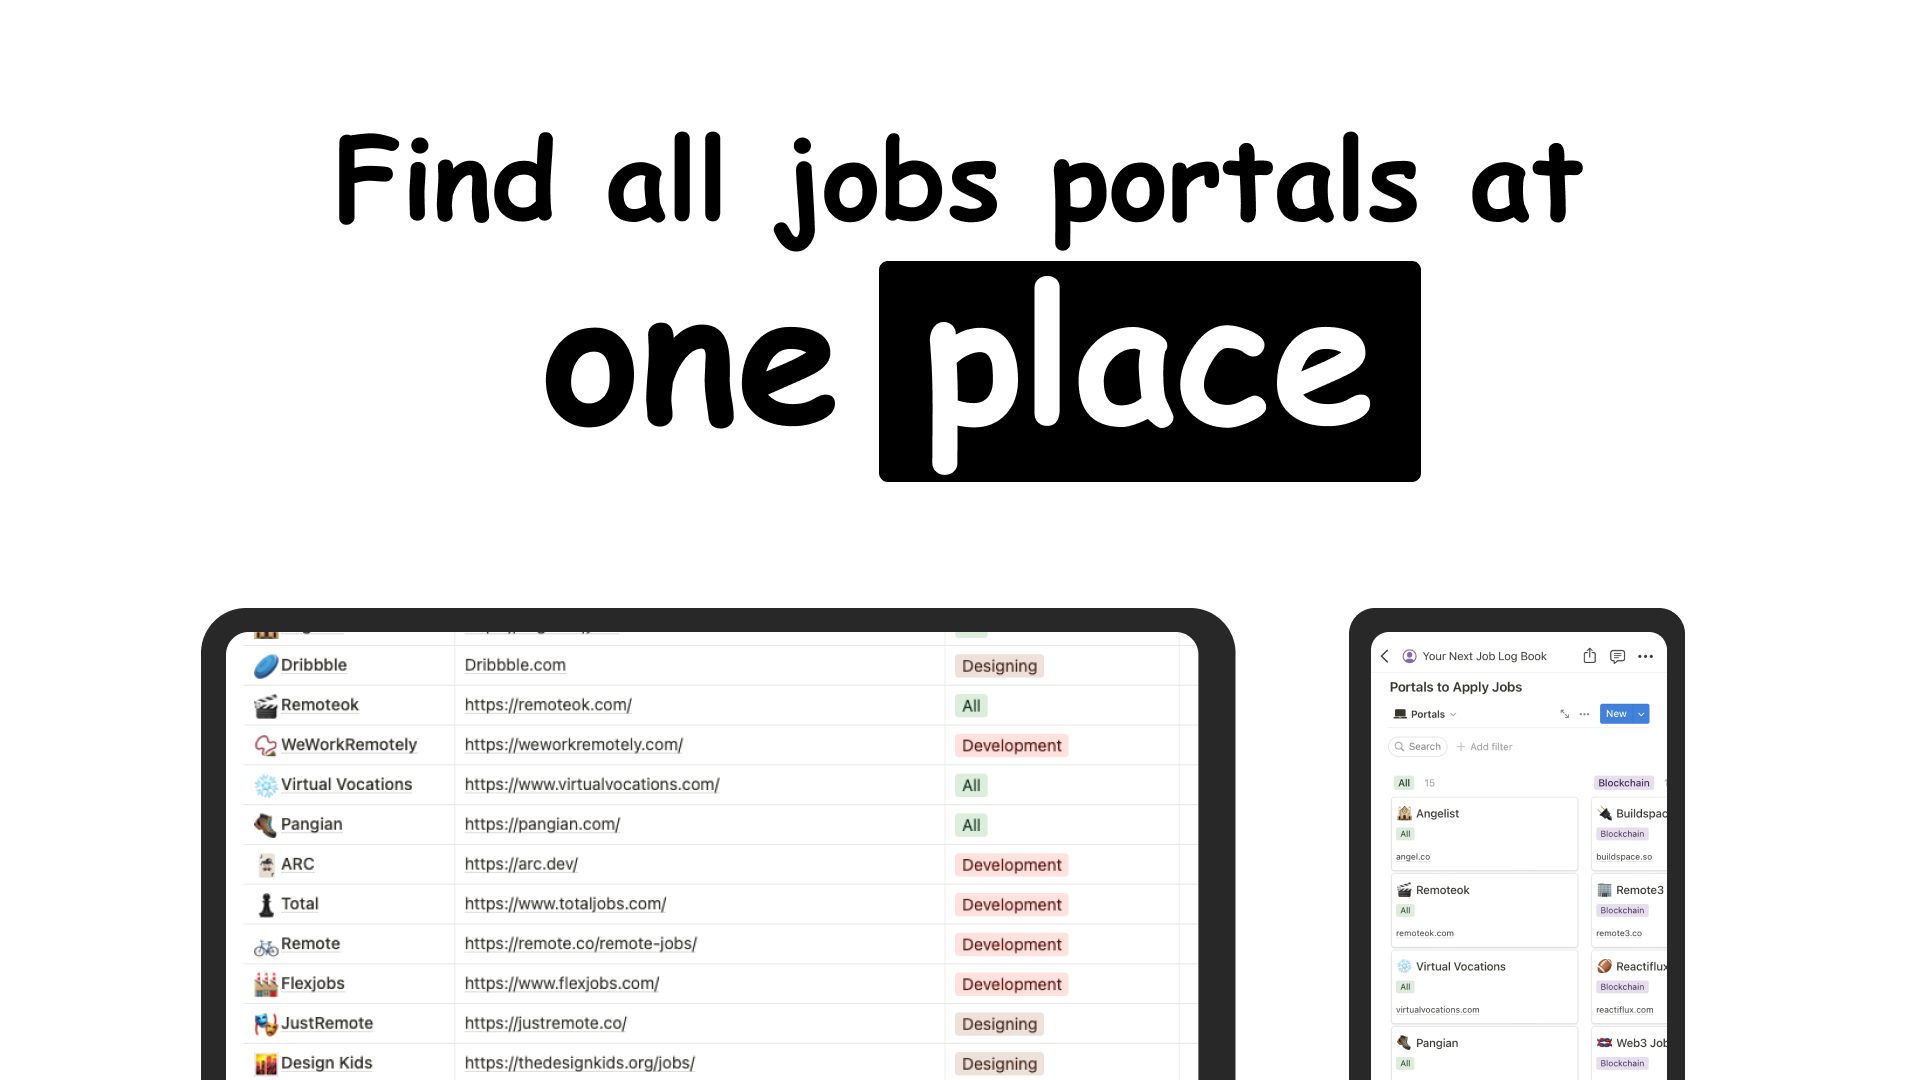 Find all jobs portals at
one place
Dribbble Dribbble.com Designing
Remoteok https://remoteok.com/ All
WeWorkRemotely https://weworkremotely.com/ Development
Virtual Vocations https://www.virtualvocations.com/ All
Pangian https://pangian.com/ All
ARC https://arc.dev/ Development
Total https://www.totaljobs.com/ Development
Remote https://remote.co/remote-jobs/ Development
Flexjobs https://www.flexjobs.com/ Development
JustRemote https://justremote.co/ Designing
Design Kids https://thedesignkids.org/jobs/ Designing
Your Next Job Log Book
Portals to Apply Jobs
Portals New
Search + Add filter
All 15 Blockchain
Angelist Buildspac
All Blockchain
angel.co buildspace.so
Remoteok Remote3
All Blockchain
remoteok.com remote3.co
Virtual Vocations Reactiflux
All Blockchain
virtualvocations.com reactiflux.com
Pangian Web3 Job
All Blockchain